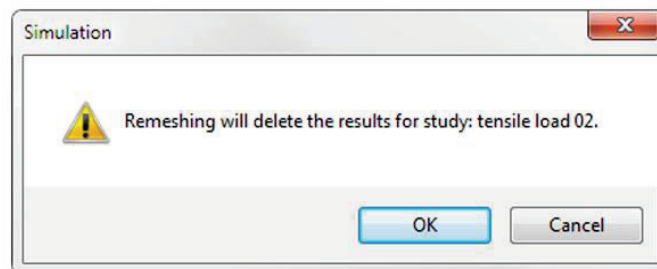 Simulation
Remeshing will delete the results for study: tensile load 02.
OK
Cancel